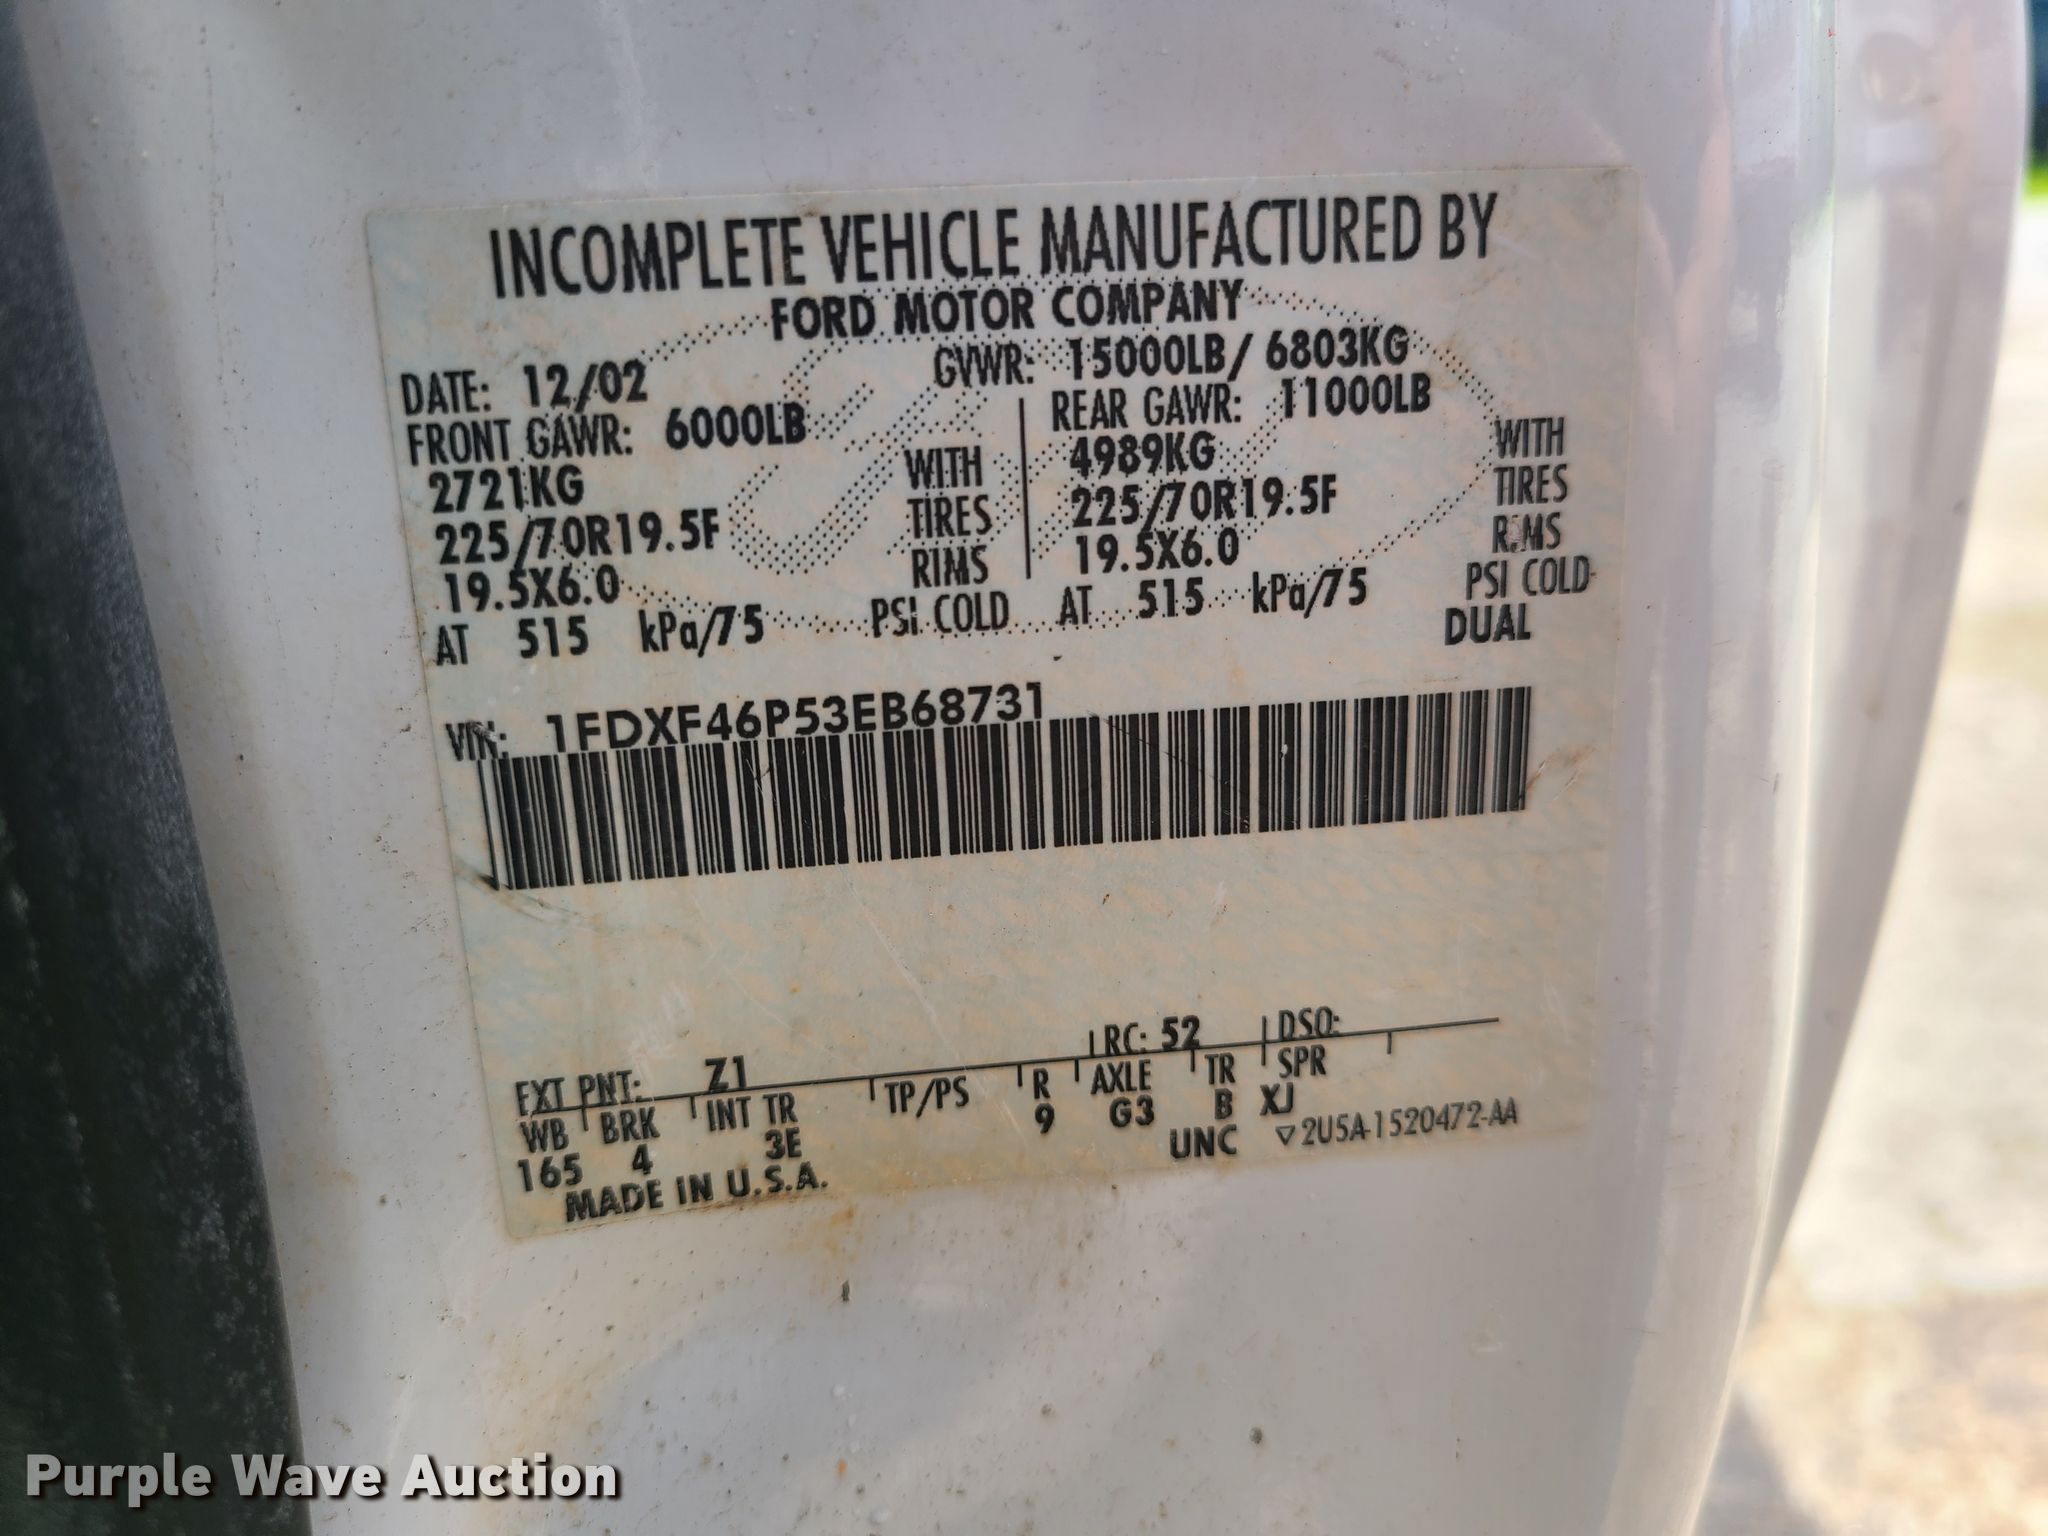 INCOMPLETE VEHICLE MANUFACTURED BY
FORD MOTOR COMPANY
DATE: 12/02 GVWR: 15000LB/ 6803KG
FRONT GAWR: 6000LB REAR GAWR: 11000LB
2721KG WITH 4989KG WITH
225/70R19.5F TIRES 225/70R19.5F TIRES
19.5X6.0 RIMS 19.5X6.0 RIMS
AT 515 kPa/75 PSI COLD AT 515 kPa/75 PSI COLD
DUAL
VIN: 1FDXF46P53EB68731
EXT PNT: Z1 RC: 52 DSO:
WB BRK INT TR TP/PS R AXLE TR SPR
165 4 3E 9 G3 B XJ
MADE IN U.S.A. UNC ▽2U5A-1520472-AA
Purple Wave Auction